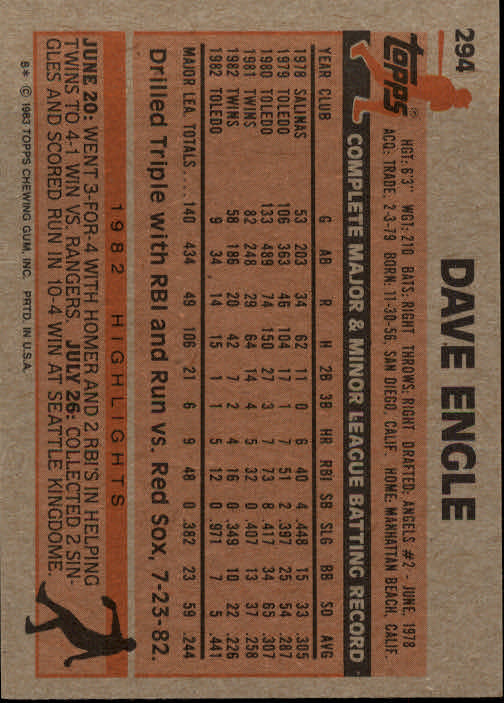 294
topps®
DAVE ENGLE
HGT: 6'3" WGT: 210 BATS: RIGHT THROWS: RIGHT DRAFTED: ANGELS #2 - JUNE, 1978
ACQ: TRADE, 2-3-79 BORN: 11-30-56, SAN DIEGO, CALIF. HOME: MANHATTAN BEACH, CALIF.
COMPLETE MAJOR & MINOR LEAGUE BATTING RECORD
YEAR CLUB G AB R H 2B 3B HR RBI SB SLG BB SO AVG
1978 SALINAS 53 203 34 62 11 0 6 40 4 .448 15 33 .305
1979 TOLEDO 106 363 46 104 17 1 7 51 2 .397 25 54 .287
1980 TOLEDO 133 489 74 150 27 3 7 73 8 .417 34 65 .307
1981 TWINS 82 248 29 64 14 4 5 32 0 .407 13 37 .258
1982 TWINS 58 186 20 42 7 2 4 16 0 .349 10 22 .226
1982 TOLEDO 9 34 14 15 1 1 5 12 0 .971 7 5 .441
MAJOR LEA. TOTALS.... 140 434 49 106 21 6 9 48 0 .382 23 59 .244
Drilled Triple with RBI and Run vs. Red Sox, 7-23-82.
1982 HIGHLIGHTS
JUNE 20: WENT 3-FOR-4 WITH HOMER AND 2 RBI'S IN HELPING
TWINS TO 4-1 WIN VS. RANGERS. JULY 26: COLLECTED 2 SIN-
GLES AND SCORED RUN IN 10-4 WIN AT SEATTLE KINGDOME.
B* © 1983 TOPPS CHEWING GUM, INC. PRTD. IN U.S.A.